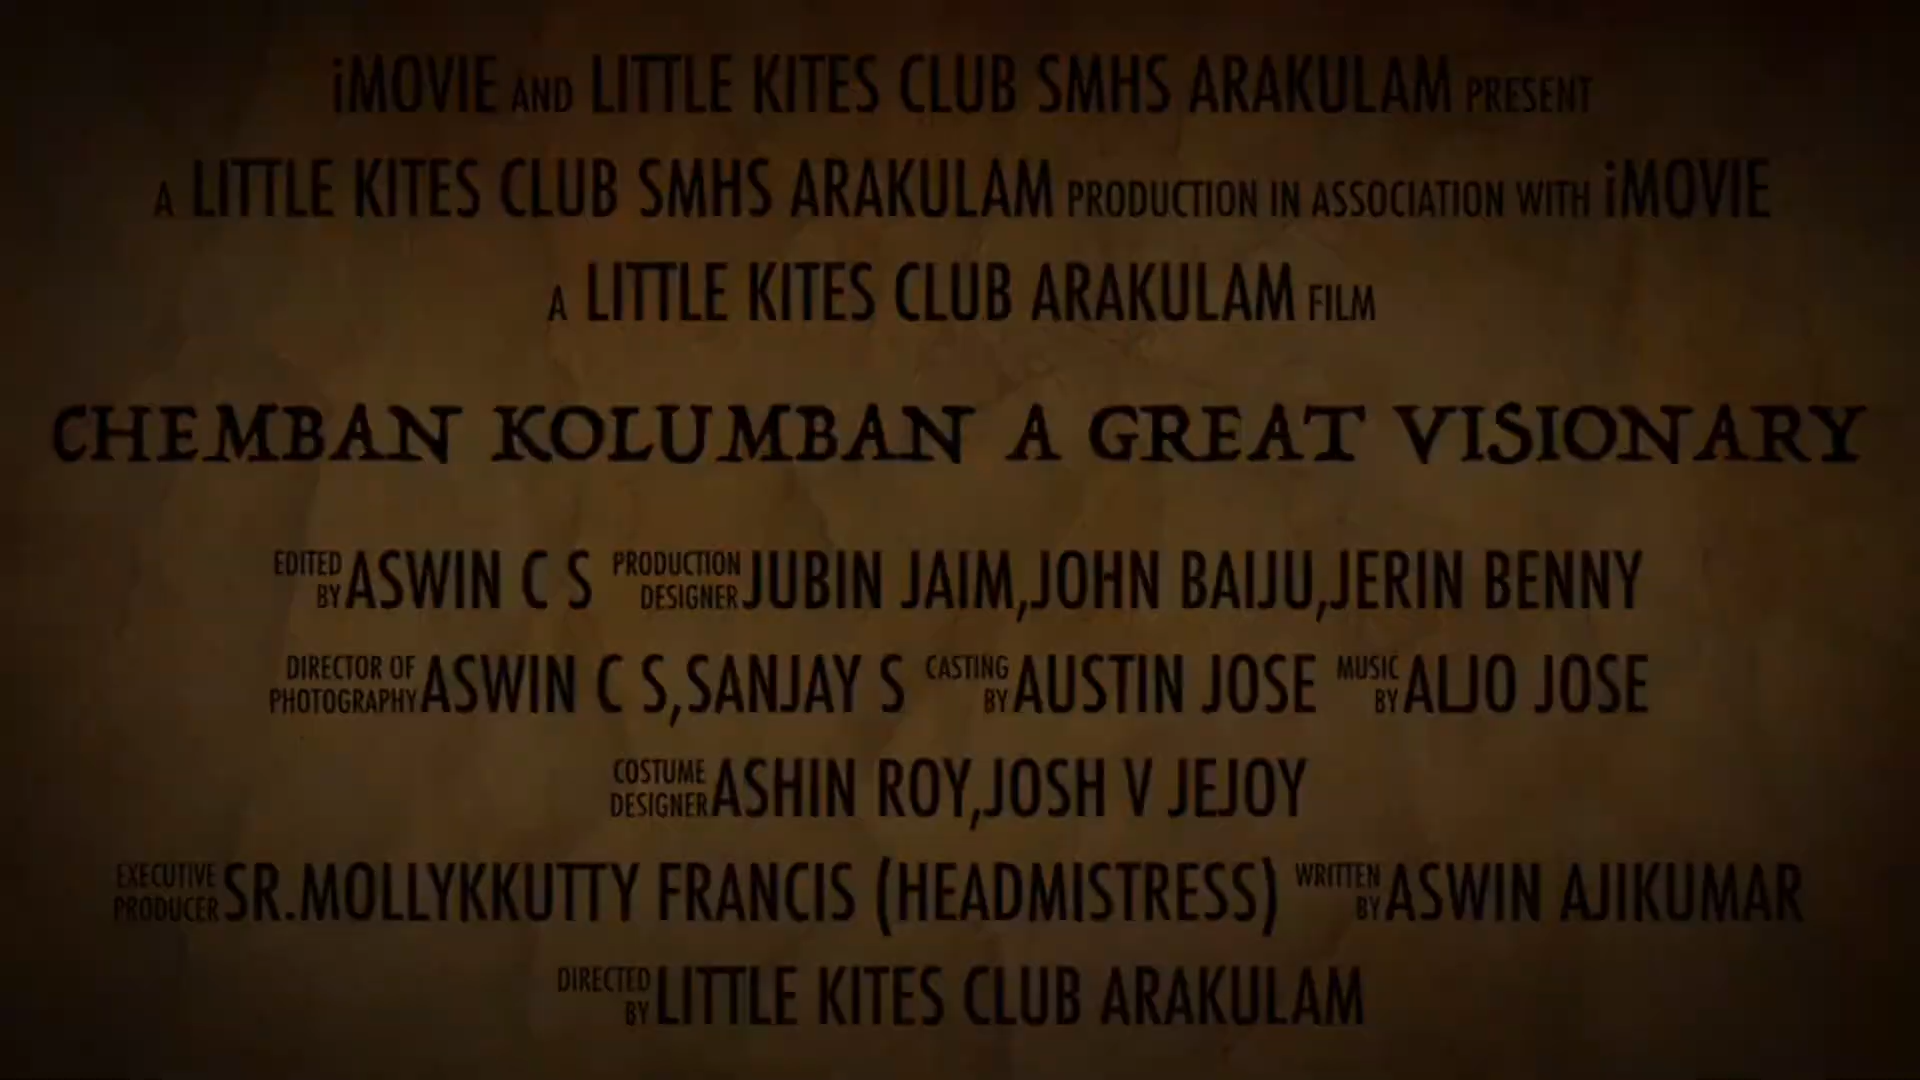 iMOVIE AND LITTLE KITES CLUB SMHS ARAKULAM PRESENT
A LITTLE KITES CLUB SMHS ARAKULAM PRODUCTION IN ASSOCIATION WITH iMOVIE
A LITTLE KITES CLUB ARAKULAM FILM
CHEMBAN KOLUMBAN A GREAT VISIONARY
EDITED BY ASWIN C S PRODUCTION DESIGNER JUBIN JAIM,JOHN BAIJU,JERIN BENNY
DIRECTOR OF PHOTOGRAPHY ASWIN C S,SANJAY S CASTING BY AUSTIN JOSE MUSIC BY ALJO JOSE
COSTUME DESIGNER ASHIN ROY,JOSH V JEJOY
EXECUTIVE PRODUCER SR.MOLLYKKUTTY FRANCIS (HEADMISTRESS) WRITTEN BY ASWIN AJIKUMAR
DIRECTED BY LITTLE KITES CLUB ARAKULAM